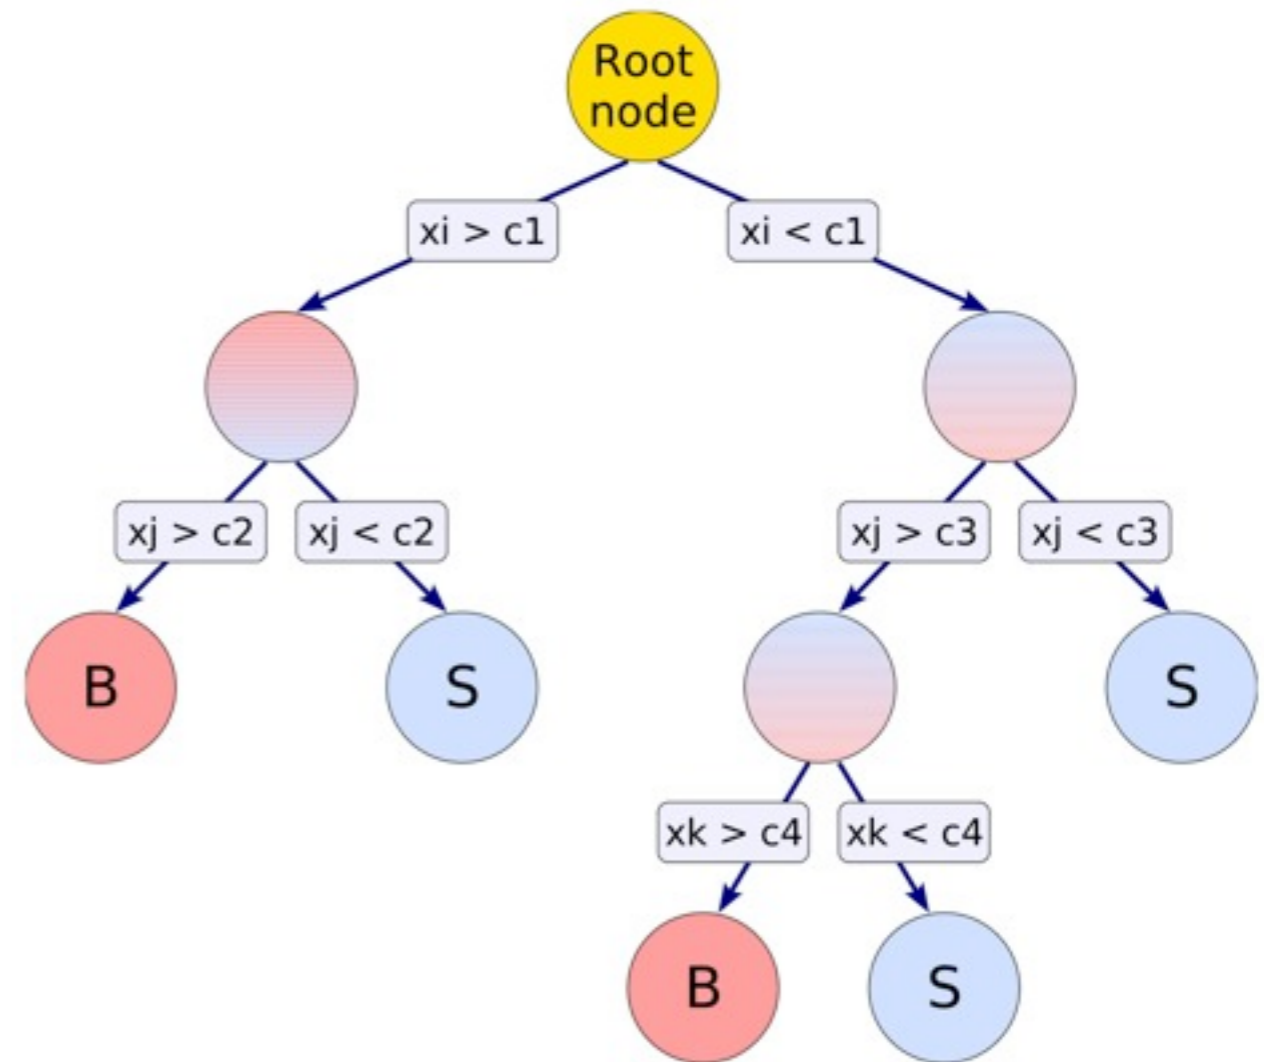 Root
node
xi > c1
xi < c1
xj > c2
xj < c2
xj > c3
xj < c3
B
S
S
xk > c4
xk < c4
B
S